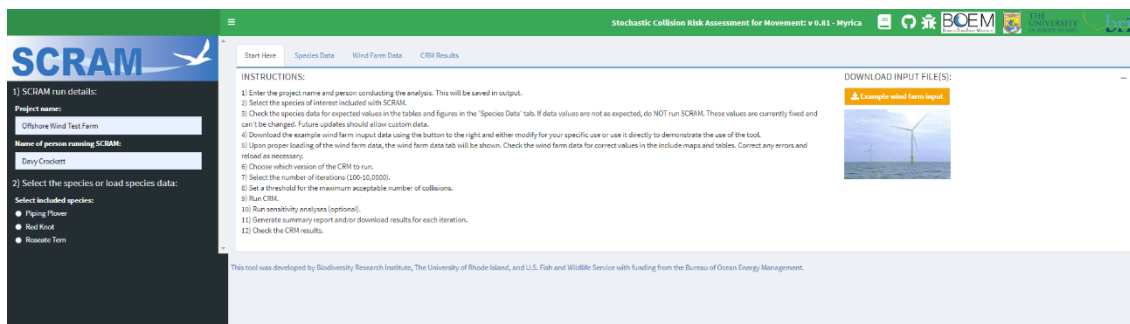 Stochastic Collision Risk Assessment for Movement: v 0.81 - Myrica
BOEM
THE
UNIVERSITY
OF RHODE ISLAND
bri
SCRAM
1) SCRAM run details:
Project name:
Offshore Wind Test Farm
Name of person running SCRAM:
Davy Crockett
2) Select the species or load species data:
Select included species:
Piping Plover
Red Knot
Roseate Tern
Start Here
Species Data
Wind Farm Data
CRM Results
INSTRUCTIONS:
1) Enter the project name and person conducting the analysis. This will be saved in output.
2) Select the species of interest included with SCRAM.
3) Check the species data for expected values in the tables and figures in the 'Species Data' tab. If data values are not as expected, do NOT run SCRAM. These values are currently fixed and
can't be changed. Future updates should allow custom data.
4) Download the example wind farm inuput data using the button to the right and either modify for your specific use or use it directly to demonstrate the use of the tool.
5) Upon proper loading of the wind farm data, the wind farm data tab will be shown. Check the wind farm data for correct values in the include maps and tables. Correct any errors and
reload as necessary.
6) Choose which version of the CRM to run.
7) Select the number of iterations (100-10,0000).
8) Set a threshold for the maximum acceptable number of collisions.
9) Run CRM.
10) Run sensitivity analyses (optional).
11) Generate summary report and/or download results for each iteration.
12) Check the CRM results.
DOWNLOAD INPUT FILE(S):
Example wind farm input
This tool was developed by Biodiversity Research Institute, The University of Rhode Island, and U.S. Fish and Wildlife Service with funding from the Bureau of Ocean Energy Management.